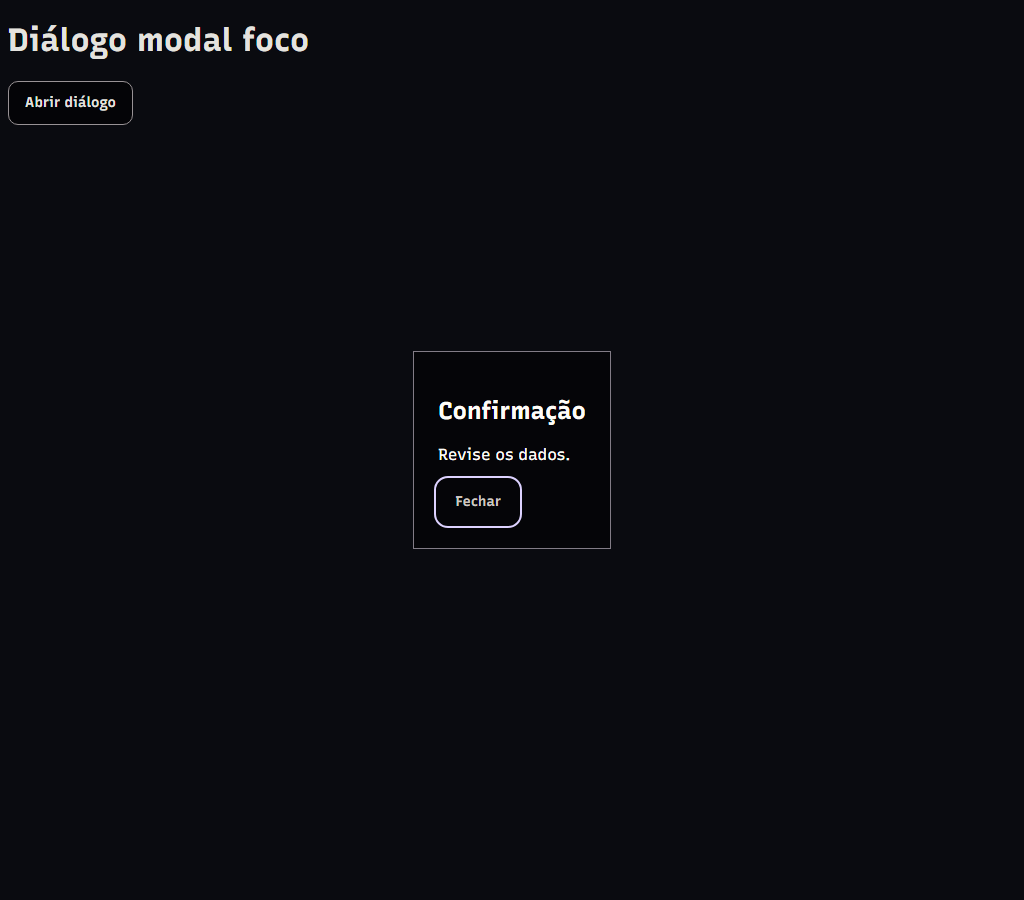 Diálogo modal foco
Abrir diálogo
Confirmação
Revise os dados.
Fechar